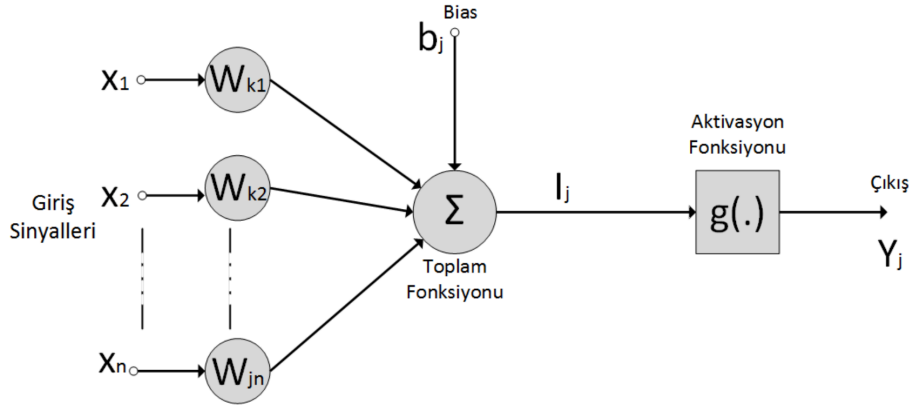 Bias
bj
x1
Wk1
Aktivasyon
Fonksiyonu
x2
Wk2
Giriş
Sinyalleri
Σ
Ij
g(.)
Çıkış
Yj
Toplam
Fonksiyonu
xn
Wjn